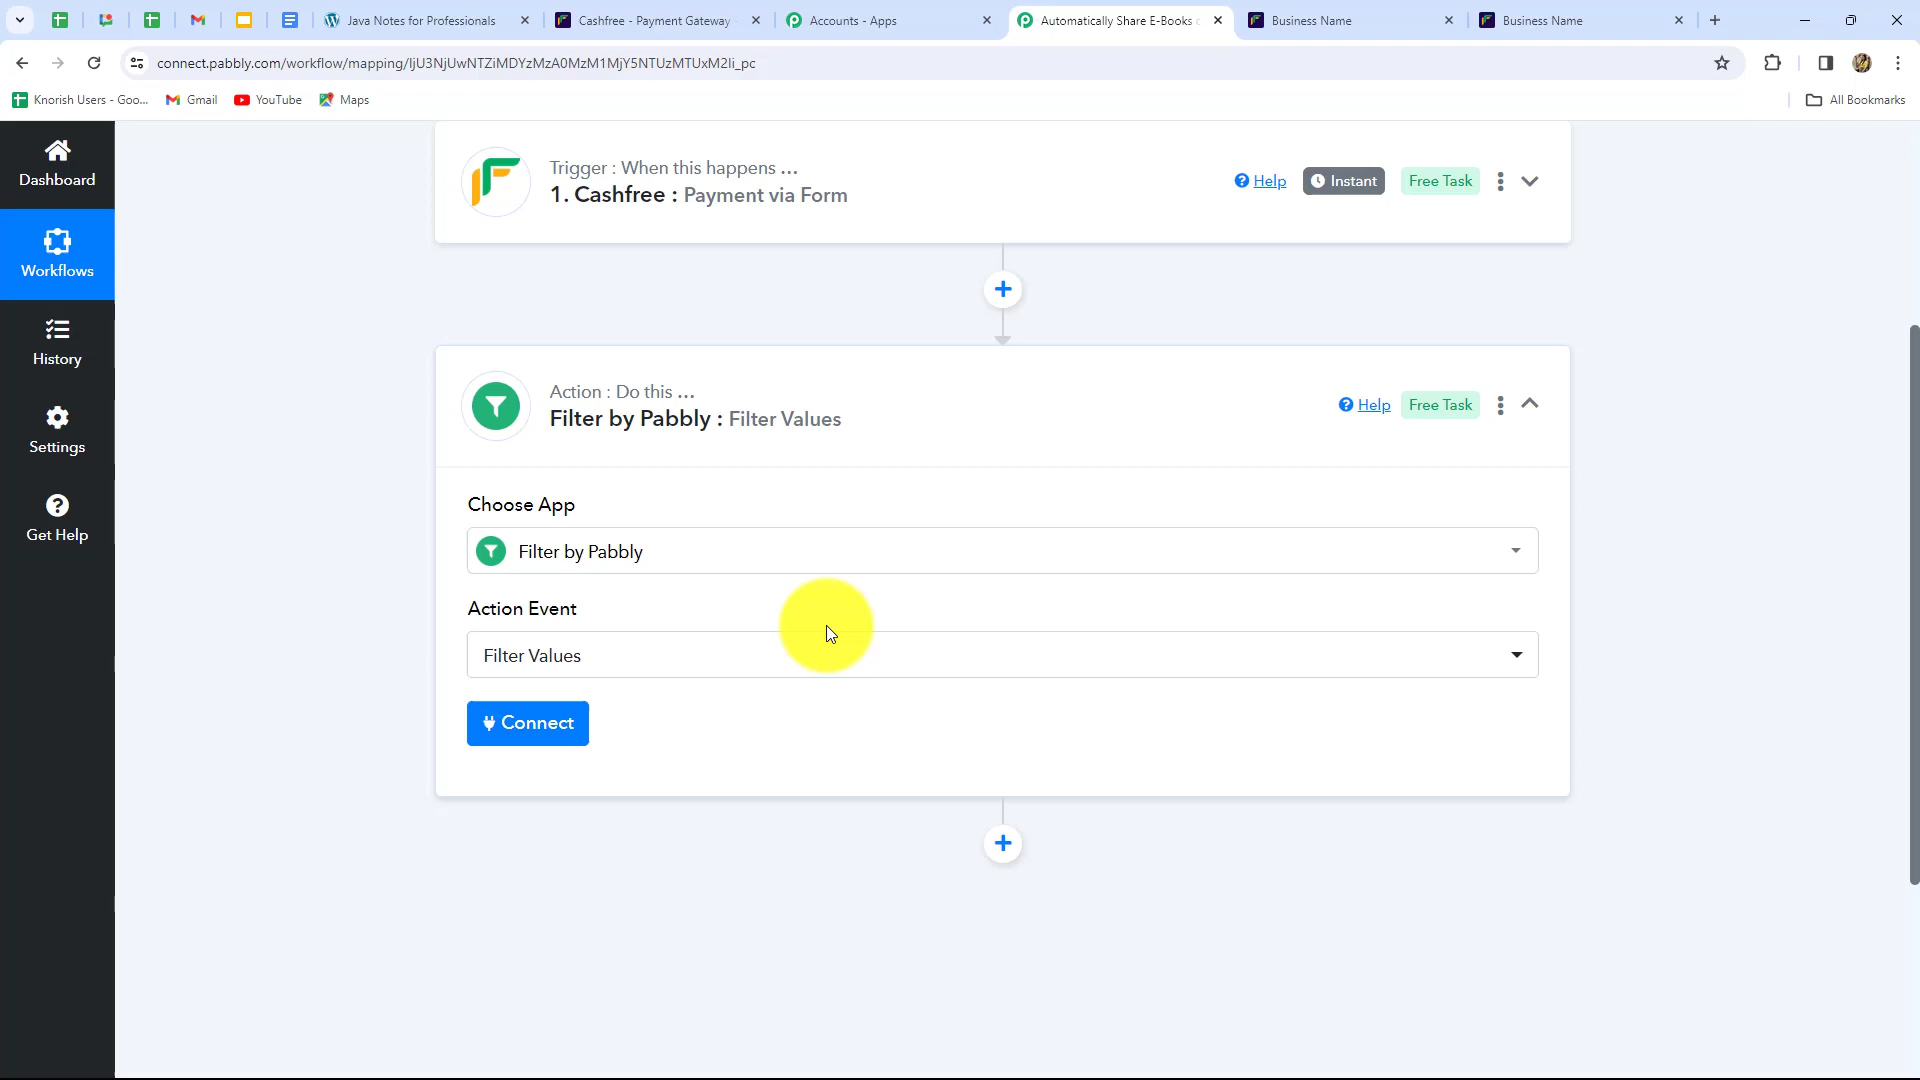 Java Notes for Professionals
Cashfree - Payment Gateway
Accounts - Apps
Automatically Share E-Books
Business Name
Business Name
connect.pabbly.com/workflow/mapping/IjU3NjUwNTZiMDYzMzA0MzM1MjY5NTUzMTUxM2Ii_pc
Knorish Users - Goo...
Gmail
YouTube
Maps
All Bookmarks
Dashboard
Workflows
History
Settings
Get Help
Trigger : When this happens ...
1. Cashfree : Payment via Form
Help
Instant
Free Task
Action : Do this ...
Filter by Pabbly : Filter Values
Help
Free Task
Choose App
Filter by Pabbly
Action Event
Filter Values
Connect